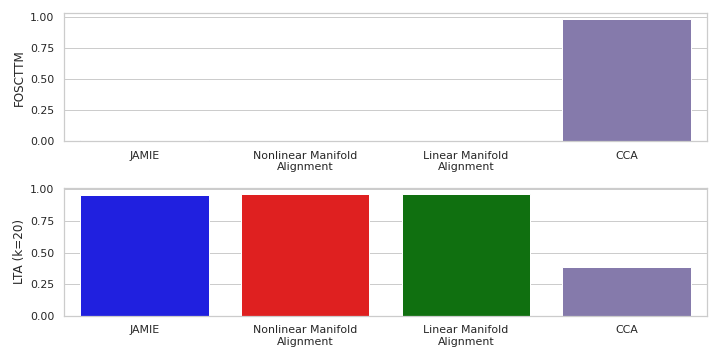 FOSCTTM
1.00
0.75
0.50
0.25
0.00
JAMIE
Nonlinear Manifold
Alignment
Linear Manifold
Alignment
CCA
LTA (k=20)
1.00
0.75
0.50
0.25
0.00
JAMIE
Nonlinear Manifold
Alignment
Linear Manifold
Alignment
CCA